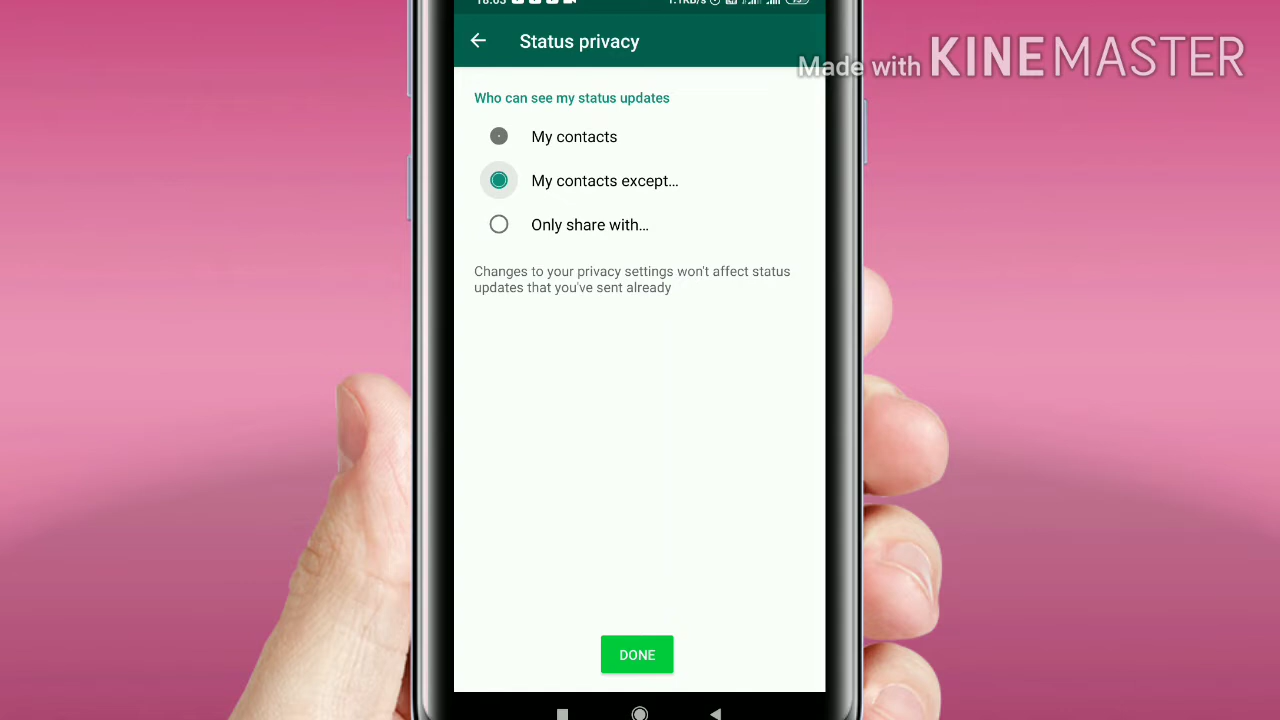 Status privacy
Made with KINEMASTER
Who can see my status updates
My contacts
My contacts except...
Only share with...
Changes to your privacy settings won't affect status
updates that you've sent already
DONE